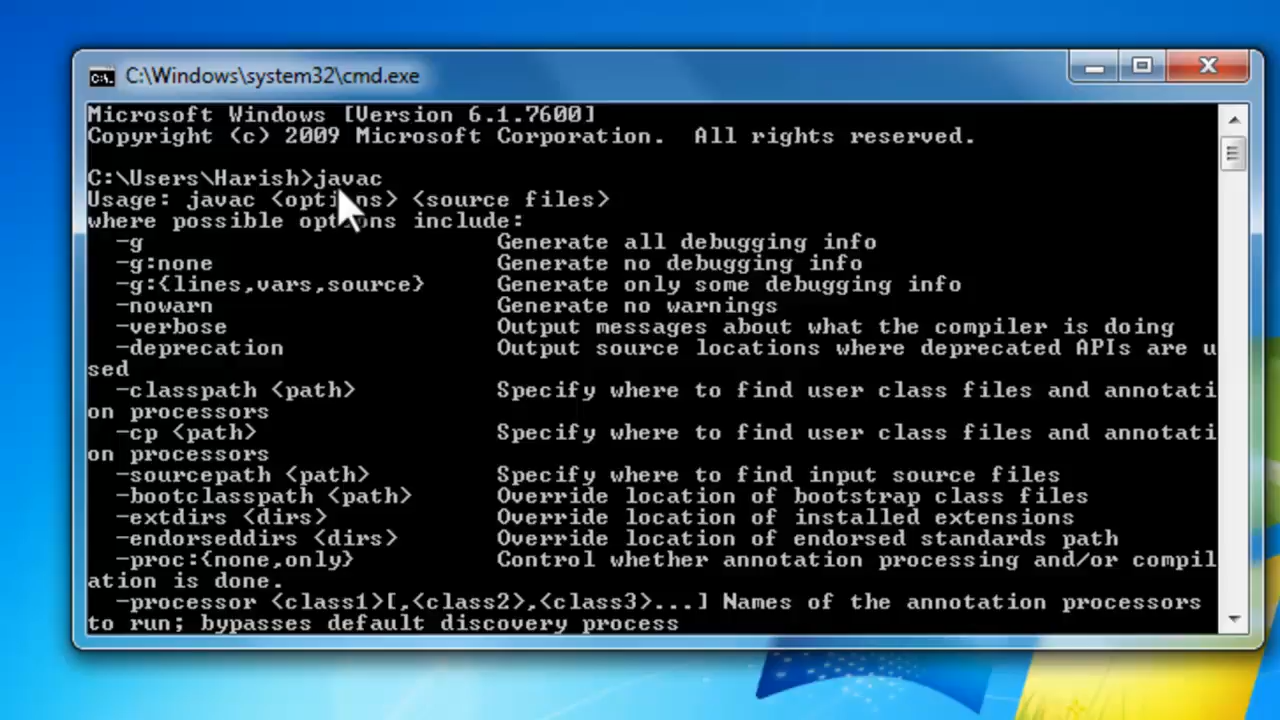 C:\Windows\system32\cmd.exe
Microsoft Windows [Version 6.1.7600]
Copyright (c) 2009 Microsoft Corporation.  All rights reserved.
C:\Users\Harish>javac
Usage: javac <options> <source files>
where possible options include:
  -g                         Generate all debugging info
  -g:none                    Generate no debugging info
  -g:{lines,vars,source}     Generate only some debugging info
  -nowarn                    Generate no warnings
  -verbose                   Output messages about what the compiler is doing
  -deprecation               Output source locations where deprecated APIs are u
sed
  -classpath <path>          Specify where to find user class files and annotati
on processors
  -cp <path>                 Specify where to find user class files and annotati
on processors
  -sourcepath <path>         Specify where to find input source files
  -bootclasspath <path>      Override location of bootstrap class files
  -extdirs <dirs>            Override location of installed extensions
  -endorseddirs <dirs>       Override location of endorsed standards path
  -proc:{none,only}          Control whether annotation processing and/or compil
ation is done.
  -processor <class1>[,<class2>,<class3>...] Names of the annotation processors
to run; bypasses default discovery process